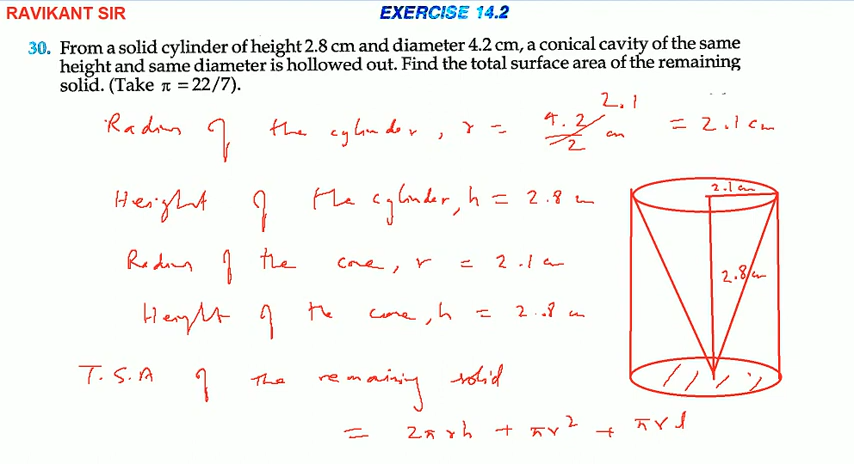 RAVIKANT SIR
EXERCISE 14.2
30. From a solid cylinder of height 2.8 cm and diameter 4.2 cm, a conical cavity of the same
height and same diameter is hollowed out. Find the total surface area of the remaining
solid. (Take π = 22/7).
2.1
Radius of the cylinder, r = 4.2/2 cm = 2.1 cm
2.1 cm
Height of the cylinder, h = 2.8 cm
Radius of the cone, r = 2.1 cm
2.8 cm
Height of the cone, h = 2.8 cm
T.S.A of the remaining solid
= 2πrh + πr² + πrl